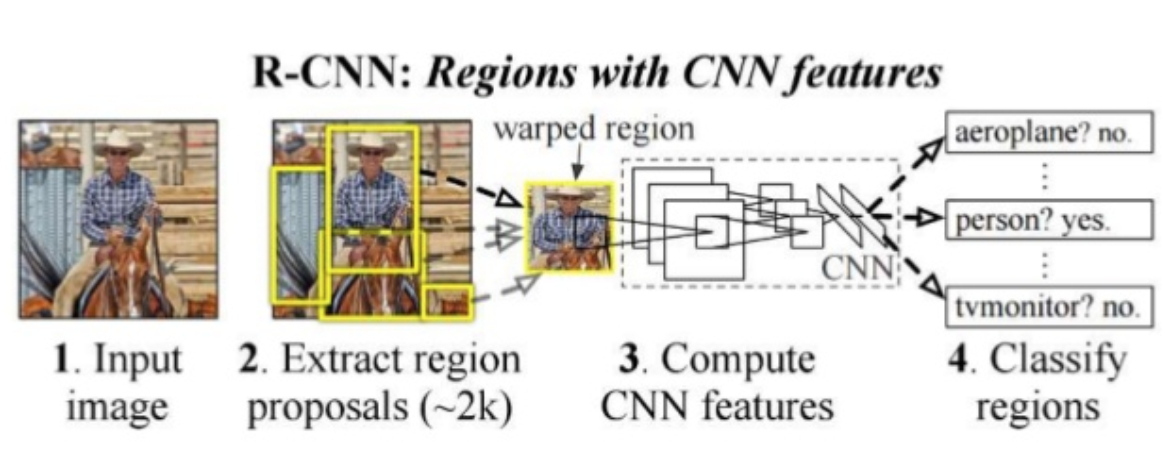 R-CNN: Regions with CNN features
warped region
aeroplane? no.
person? yes.
CNN
tvmonitor? no.
1. Input
image
2. Extract region
proposals (~2k)
3. Compute
CNN features
4. Classify
regions